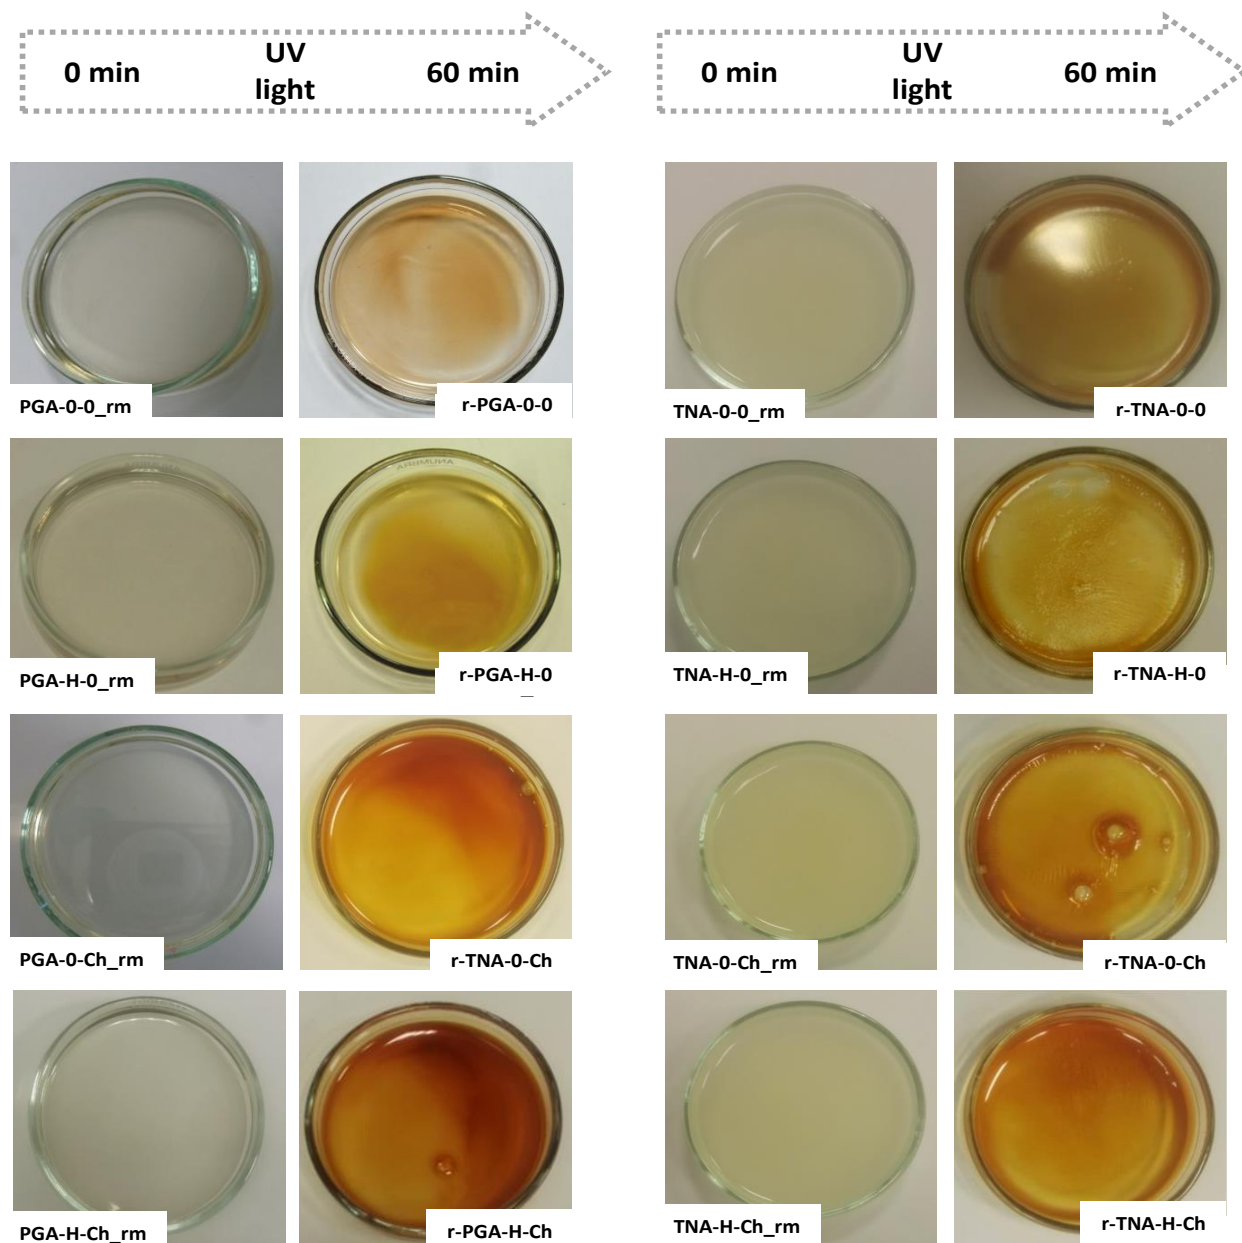 0 min
UV
light
60 min
0 min
UV
light
60 min
PGA-0-0_rm
r-PGA-0-0
TNA-0-0_rm
r-TNA-0-0
ANUMBRA
PGA-H-0_rm
r-PGA-H-0
TNA-H-0_rm
r-TNA-H-0
PGA-0-Ch_rm
r-TNA-0-Ch
TNA-0-Ch_rm
r-TNA-0-Ch
PGA-H-Ch_rm
r-PGA-H-Ch
TNA-H-Ch_rm
r-TNA-H-Ch